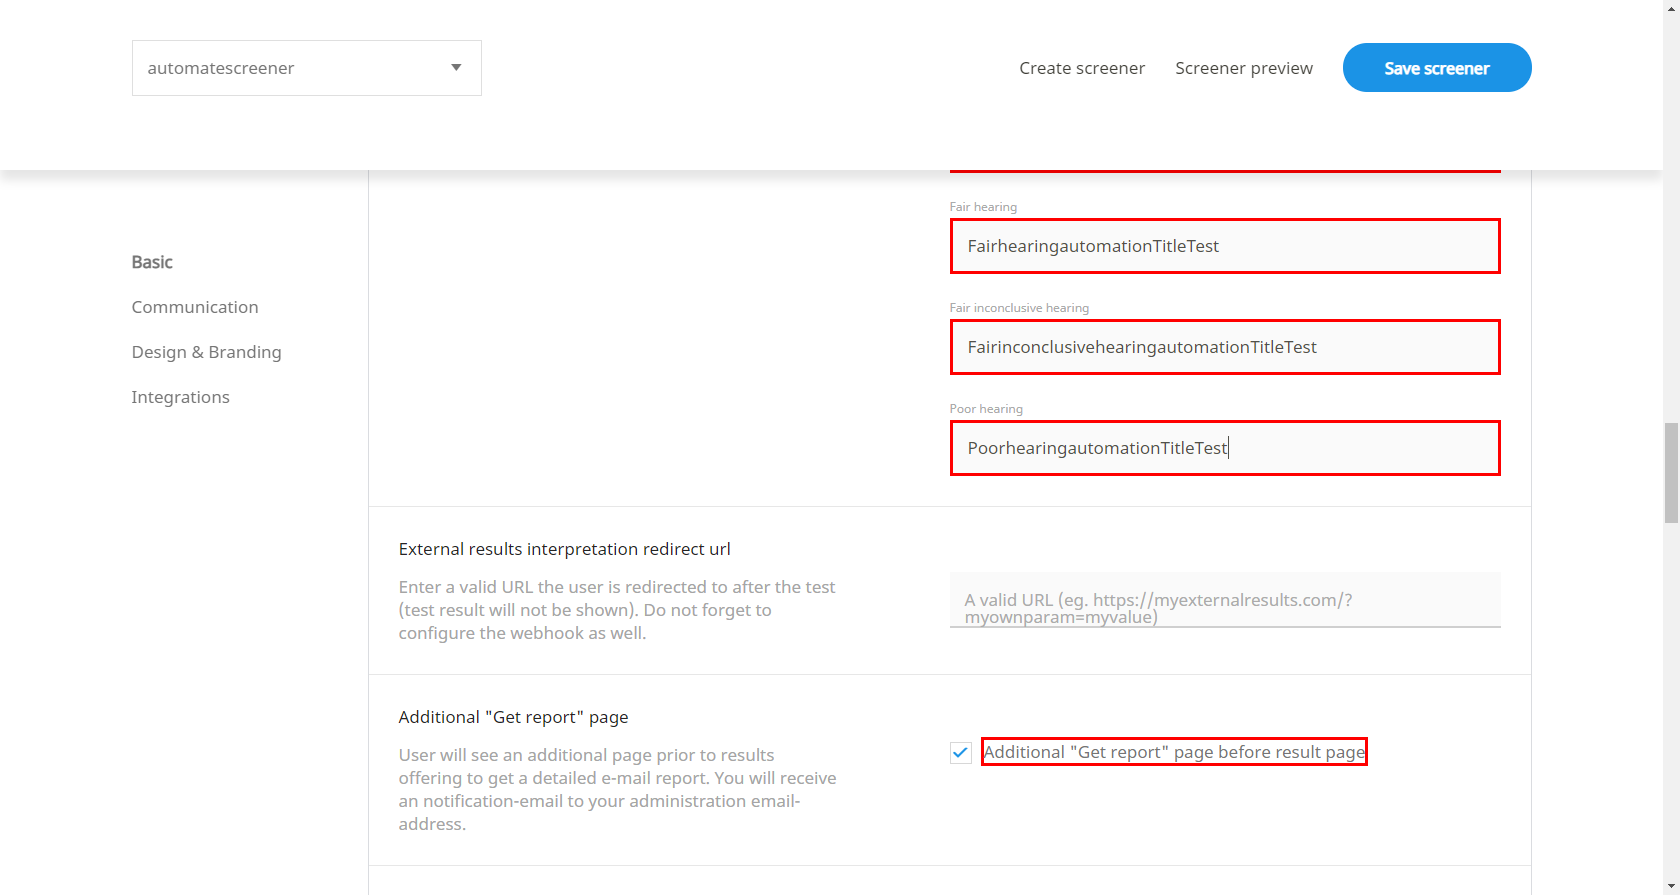 automatescreener
Create screener
Screener preview
Save screener
Basic
Communication
Design & Branding
Integrations
Fair hearing
FairhearingautomationTitleTest
Fair inconclusive hearing
FairinconclusivehearingautomationTitleTest
Poor hearing
PoorhearingautomationTitleTest
External results interpretation redirect url
Enter a valid URL the user is redirected to after the test
(test result will not be shown). Do not forget to
configure the webhook as well.
A valid URL (eg. https://myexternalresults.com/?
myownparam=myvalue)
Additional "Get report" page
User will see an additional page prior to results
offering to get a detailed e-mail report. You will receive
an notification-email to your administration email-
address.
Additional "Get report" page before result page